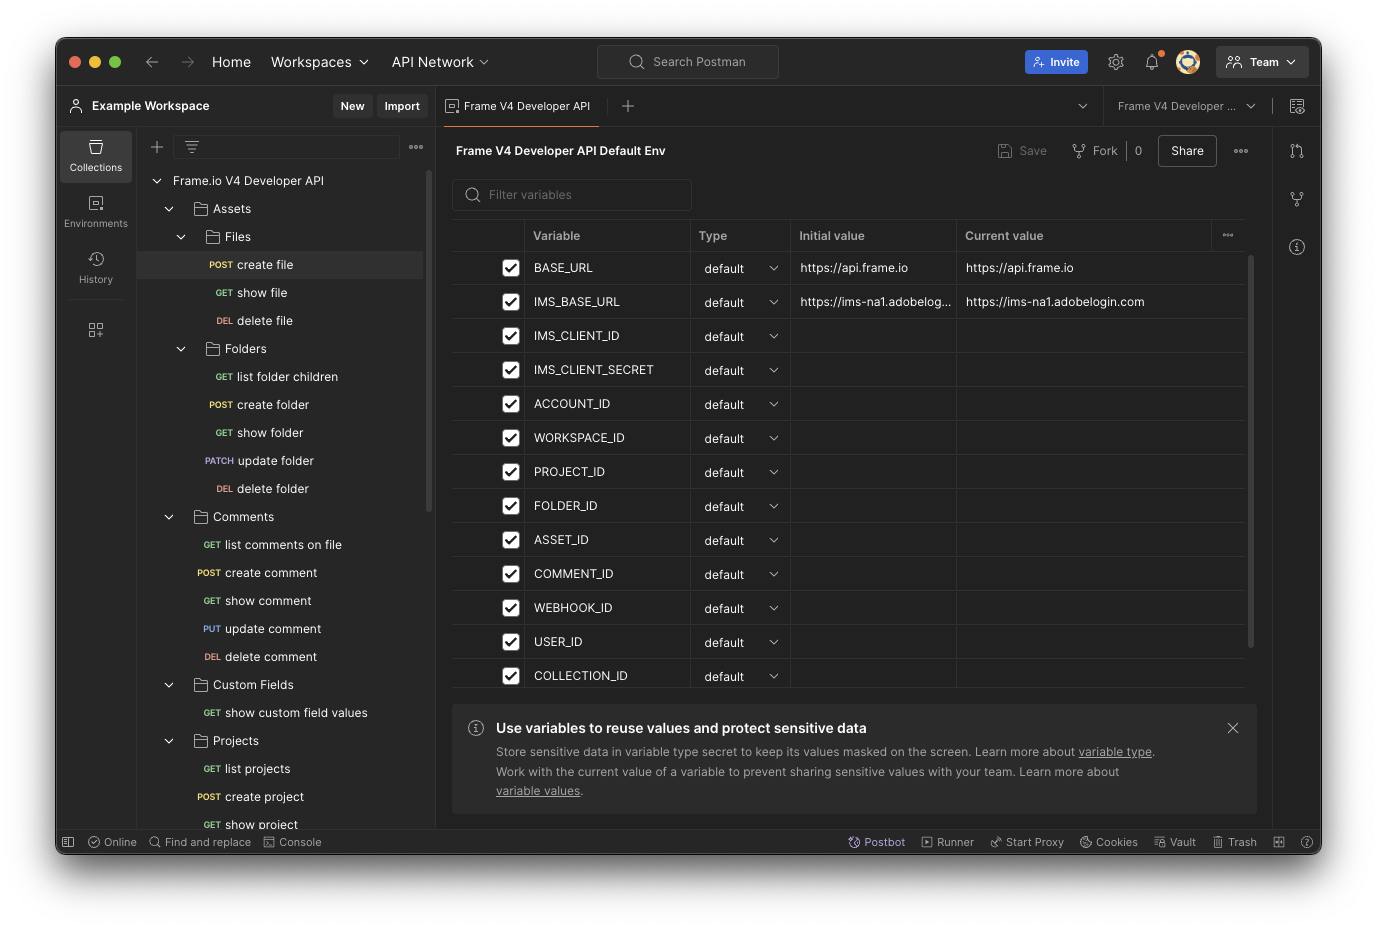 Home
Workspaces
API Network
Search Postman
Invite
Team
Example Workspace
New
Import
Frame V4 Developer API
Frame V4 Developer ...
Collections
Environments
History
Frame.io V4 Developer API
Assets
Files
POST create file
GET show file
DEL delete file
Folders
GET list folder children
POST create folder
GET show folder
PATCH update folder
DEL delete folder
Comments
GET list comments on file
POST create comment
GET show comment
PUT update comment
DEL delete comment
Custom Fields
GET show custom field values
Projects
GET list projects
POST create project
GET show project
Frame V4 Developer API Default Env
Save
Fork
0
Share
Filter variables
Variable Type Initial value Current value
BASE_URL default https://api.frame.io https://api.frame.io
IMS_BASE_URL default https://ims-na1.adobelog... https://ims-na1.adobelogin.com
IMS_CLIENT_ID default
IMS_CLIENT_SECRET default
ACCOUNT_ID default
WORKSPACE_ID default
PROJECT_ID default
FOLDER_ID default
ASSET_ID default
COMMENT_ID default
WEBHOOK_ID default
USER_ID default
COLLECTION_ID default
Use variables to reuse values and protect sensitive data
Store sensitive data in variable type secret to keep its values masked on the screen. Learn more about variable type.
Work with the current value of a variable to prevent sharing sensitive values with your team. Learn more about
variable values.
Online
Find and replace
Console
Postbot
Runner
Start Proxy
Cookies
Vault
Trash